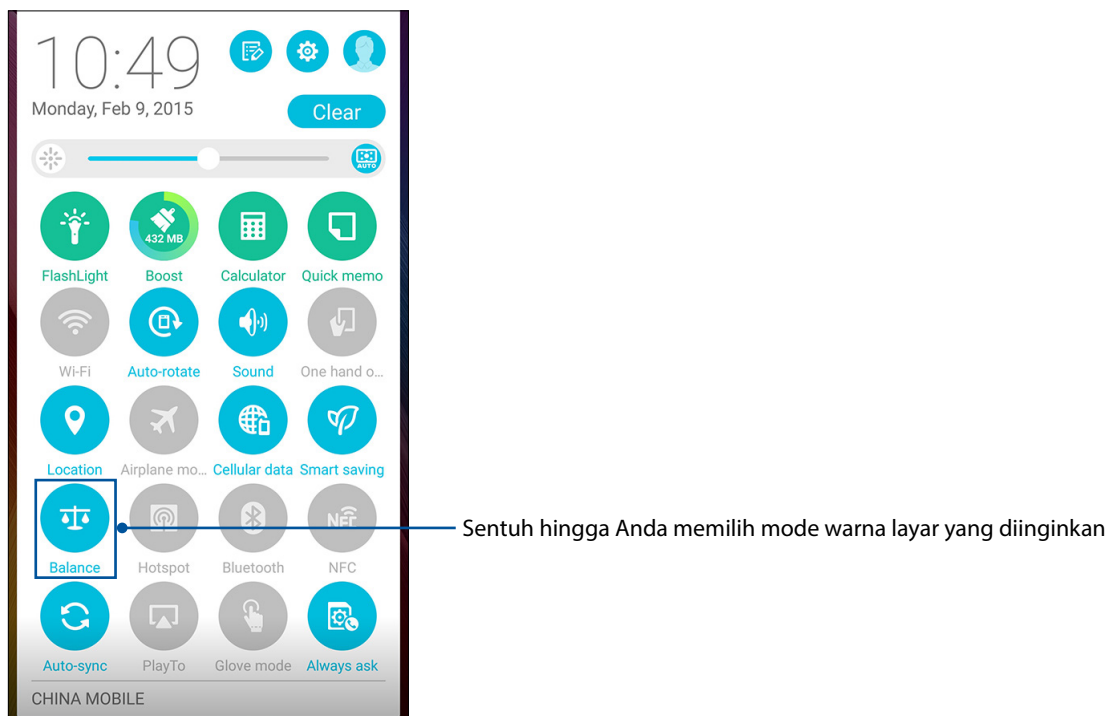 10:49
Monday, Feb 9, 2015
Clear
AUTO
432 MB
FlashLight Boost Calculator Quick memo
Wi-Fi Auto-rotate Sound One hand o...
Location Airplane mo... Cellular data Smart saving
NFC
Sentuh hingga Anda memilih mode warna layar yang diinginkan
Balance Hotspot Bluetooth NFC
Auto-sync PlayTo Glove mode Always ask
CHINA MOBILE